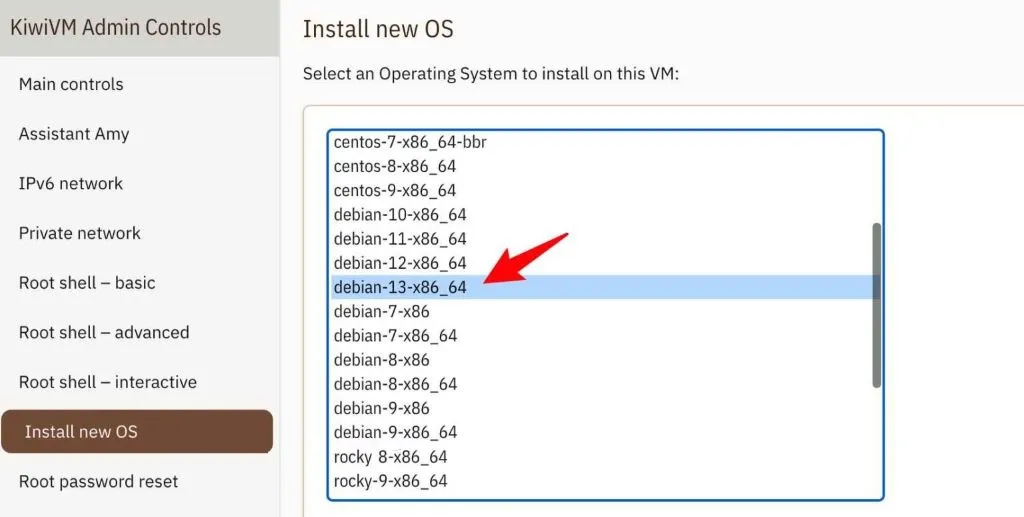 KiwiVM Admin Controls
Main controls
Assistant Amy
IPv6 network
Private network
Root shell – basic
Root shell – advanced
Root shell – interactive
Install new OS
Root password reset
Install new OS
Select an Operating System to install on this VM:
centos-7-x86_64-bbr
centos-8-x86_64
centos-9-x86_64
debian-10-x86_64
debian-11-x86_64
debian-12-x86_64
debian-13-x86_64
debian-7-x86
debian-7-x86_64
debian-8-x86
debian-8-x86_64
debian-9-x86
debian-9-x86_64
rocky 8-x86_64
rocky-9-x86_64